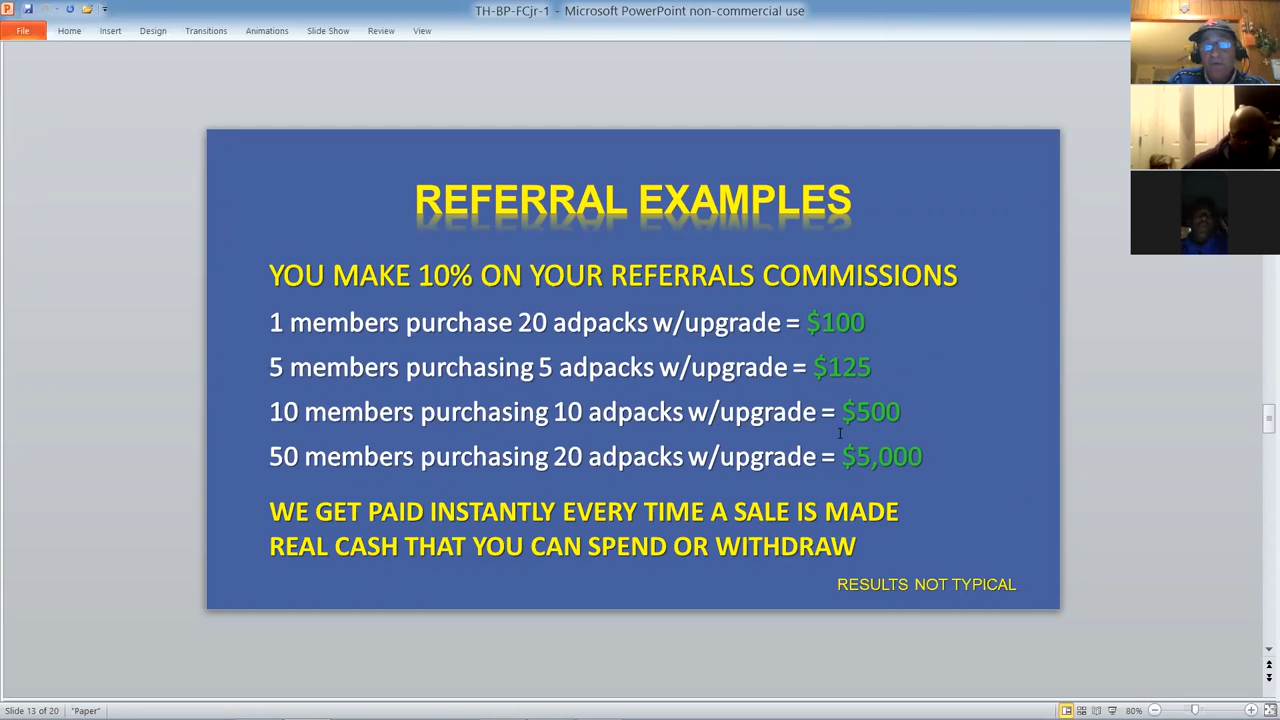 TH-BP-FCjr-1 - Microsoft PowerPoint non-commercial use
File Home Insert Design Transitions Animations Slide Show Review View
REFERRAL EXAMPLES
YOU MAKE 10% ON YOUR REFERRALS COMMISSIONS
1 members purchase 20 adpacks w/upgrade = $100
5 members purchasing 5 adpacks w/upgrade = $125
10 members purchasing 10 adpacks w/upgrade = $500
50 members purchasing 20 adpacks w/upgrade = $5,000
WE GET PAID INSTANTLY EVERY TIME A SALE IS MADE
REAL CASH THAT YOU CAN SPEND OR WITHDRAW
RESULTS NOT TYPICAL
Slide 13 of 20 "Paper" 80%